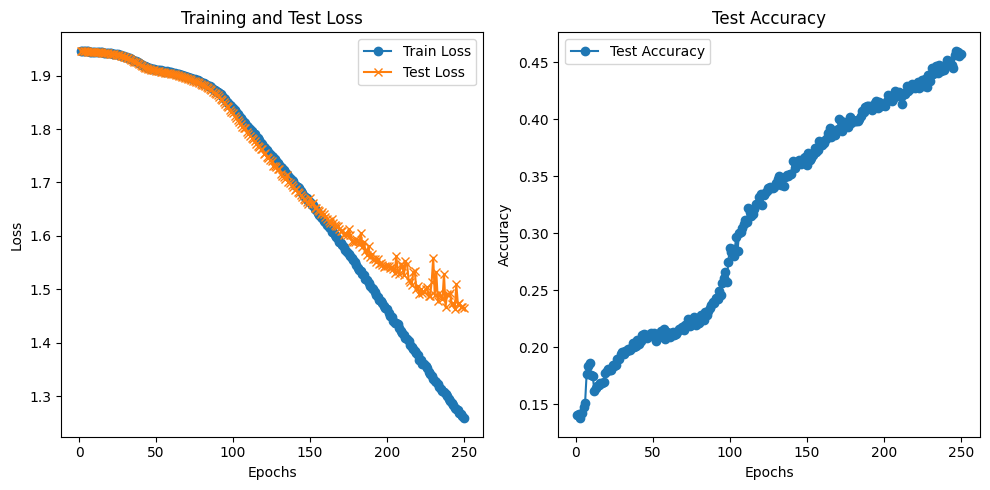 Training and Test Loss
Train Loss
Test Loss
1.9
1.8
1.7
1.6
1.5
1.4
1.3
Loss
0 50 100 150 200 250
Epochs
Test Accuracy
Test Accuracy
0.45
0.40
0.35
0.30
0.25
0.20
0.15
Accuracy
0 50 100 150 200 250
Epochs